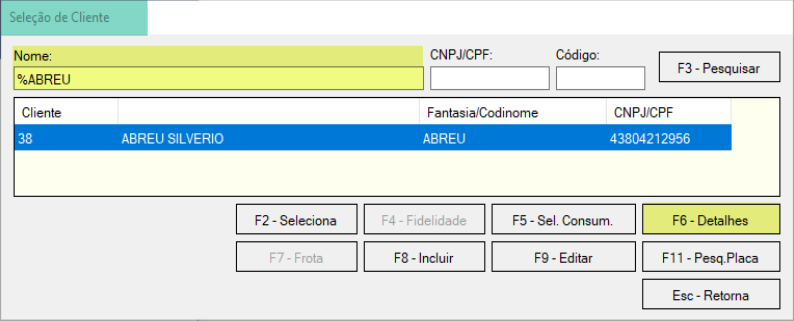 Seleção de Cliente
Nome: CNPJ/CPF: Código:
%ABREU
F3 - Pesquisar
Cliente Fantasia/Codinome CNPJ/CPF
38 ABREU SILVERIO ABREU 43804212956
F2 - Seleciona F4 - Fidelidade F5 - Sel. Consum. F6 - Detalhes
F7 - Frota F8 - Incluir F9 - Editar F11 - Pesq.Placa
Esc - Retorna